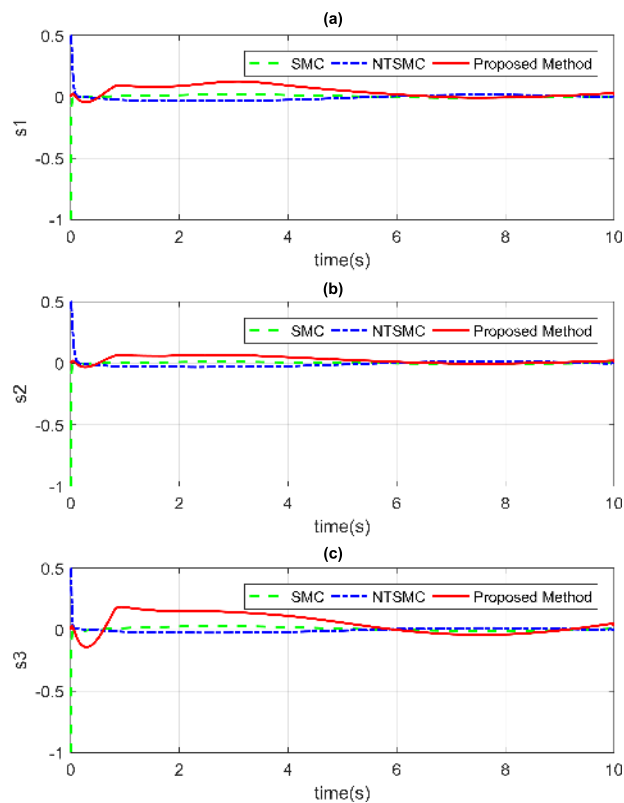 (a)
0.5
SMC NTSMC Proposed Method
0
-0.5
-1
s1
0 2 4 6 8 10
time(s)
(b)
0.5
SMC NTSMC Proposed Method
0
-0.5
-1
s2
0 2 4 6 8 10
time(s)
(c)
0.5
SMC NTSMC Proposed Method
0
-0.5
-1
s3
0 2 4 6 8 10
time(s)